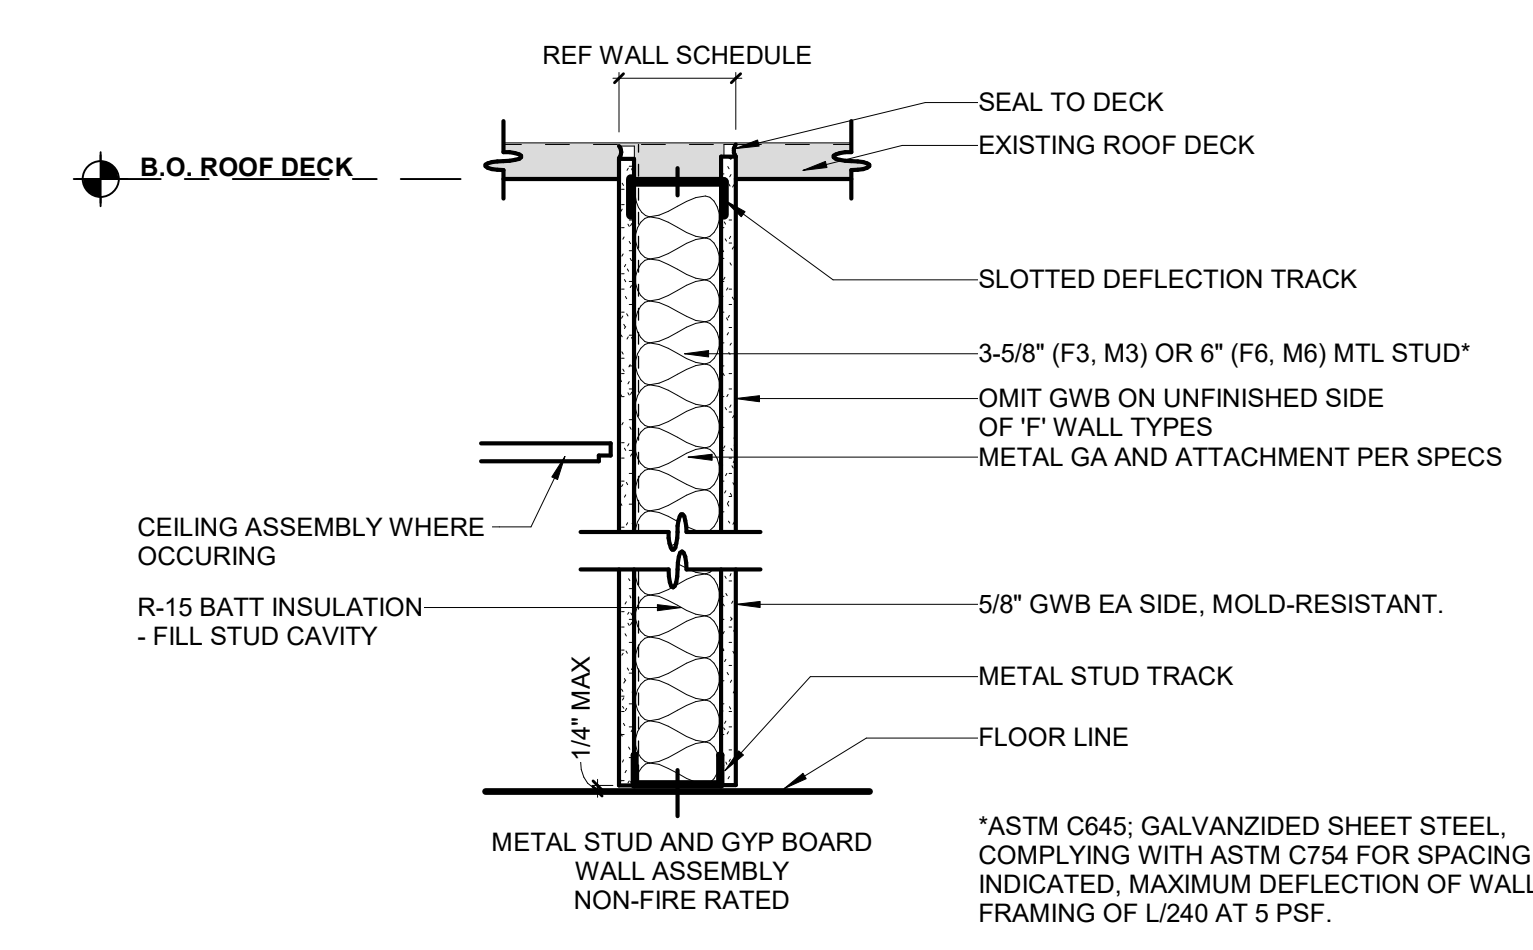 REF WALL SCHEDULE
SEAL TO DECK
EXISTING ROOF DECK
B.O. ROOF DECK
SLOTTED DEFLECTION TRACK
3-5/8" (F3, M3) OR 6" (F6, M6) MTL STUD*
OMIT GWB ON UNFINISHED SIDE
OF 'F' WALL TYPES
METAL GA AND ATTACHMENT PER SPECS
CEILING ASSEMBLY WHERE
OCCURING
R-15 BATT INSULATION
- FILL STUD CAVITY
5/8" GWB EA SIDE, MOLD-RESISTANT.
1/4" MAX
METAL STUD TRACK
FLOOR LINE
METAL STUD AND GYP BOARD
WALL ASSEMBLY
NON-FIRE RATED
*ASTM C645; GALVANZIDED SHEET STEEL,
COMPLYING WITH ASTM C754 FOR SPACING
INDICATED, MAXIMUM DEFLECTION OF WALL
FRAMING OF L/240 AT 5 PSF.